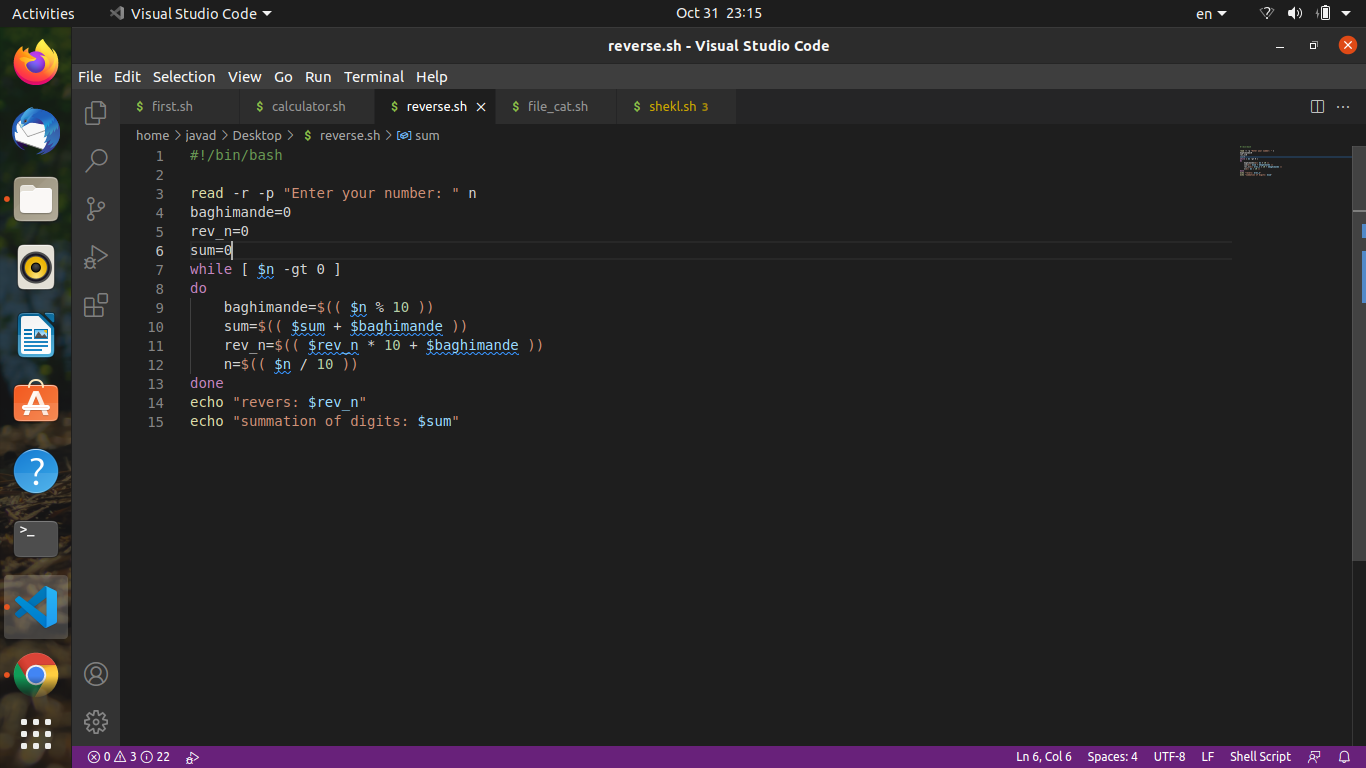 Activities Visual Studio Code Oct 31 23:15 en
reverse.sh - Visual Studio Code
File Edit Selection View Go Run Terminal Help
$ first.sh $ calculator.sh $ reverse.sh $ file_cat.sh $ shekl.sh 3
home > javad > Desktop > $ reverse.sh > sum
1 #!/bin/bash
2
3 read -r -p "Enter your number: " n
4 baghimande=0
5 rev_n=0
6 sum=0
7 while [ $n -gt 0 ]
8 do
9 baghimande=$(( $n % 10 ))
10 sum=$(( $sum + $baghimande ))
11 rev_n=$(( $rev_n * 10 + $baghimande ))
12 n=$(( $n / 10 ))
13 done
14 echo "revers: $rev_n"
15 echo "summation of digits: $sum"
0 3 22 Ln 6, Col 6 Spaces: 4 UTF-8 LF Shell Script